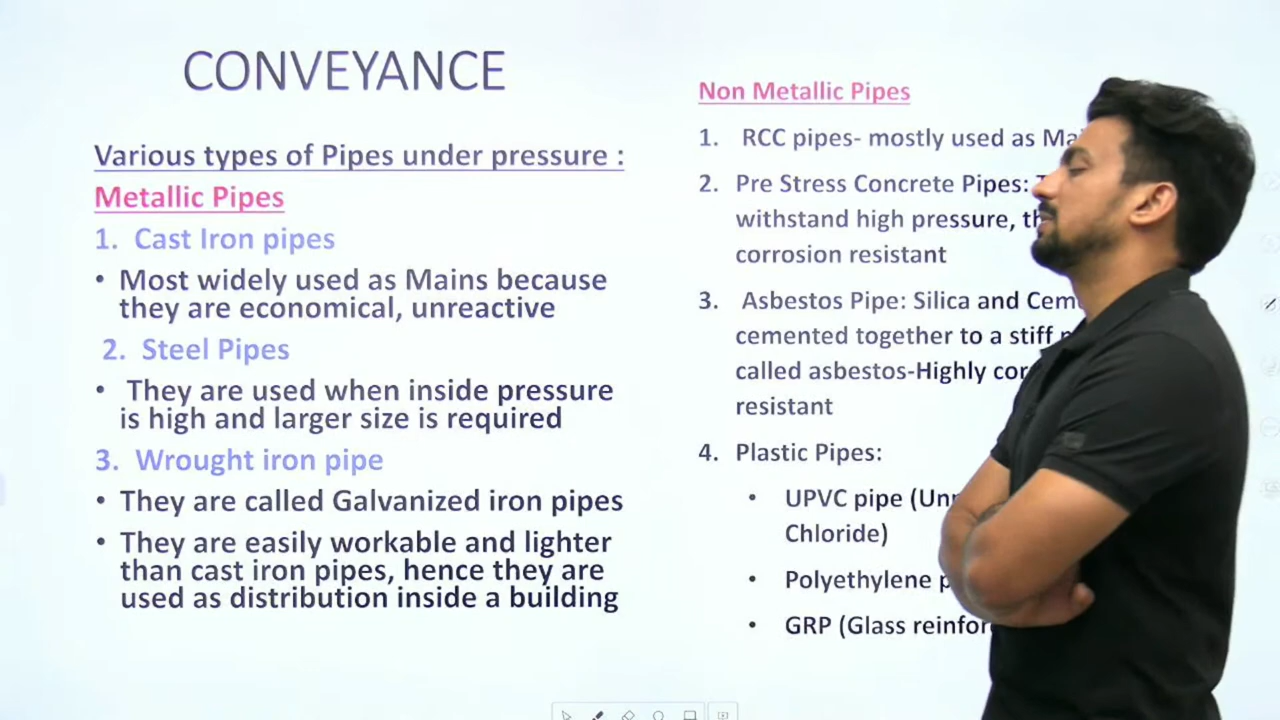 CONVEYANCE
Various types of Pipes under pressure :
Metallic Pipes
1. Cast Iron pipes
• Most widely used as Mains because
they are economical, unreactive
2. Steel Pipes
• They are used when inside pressure
is high and larger size is required
3. Wrought iron pipe
• They are called Galvanized iron pipes
• They are easily workable and lighter
than cast iron pipes, hence they are
used as distribution inside a building
Non Metallic Pipes
1. RCC pipes- mostly used as
2. Pre Stress Concrete Pipes:
withstand high pressure,
corrosion resistant
3. Asbestos Pipe: Silica and
cemented together to a stiff
called asbestos-Highly
resistant
4. Plastic Pipes:
• UPVC pipe
Chloride)
• Polyethylene
• GRP (Glass